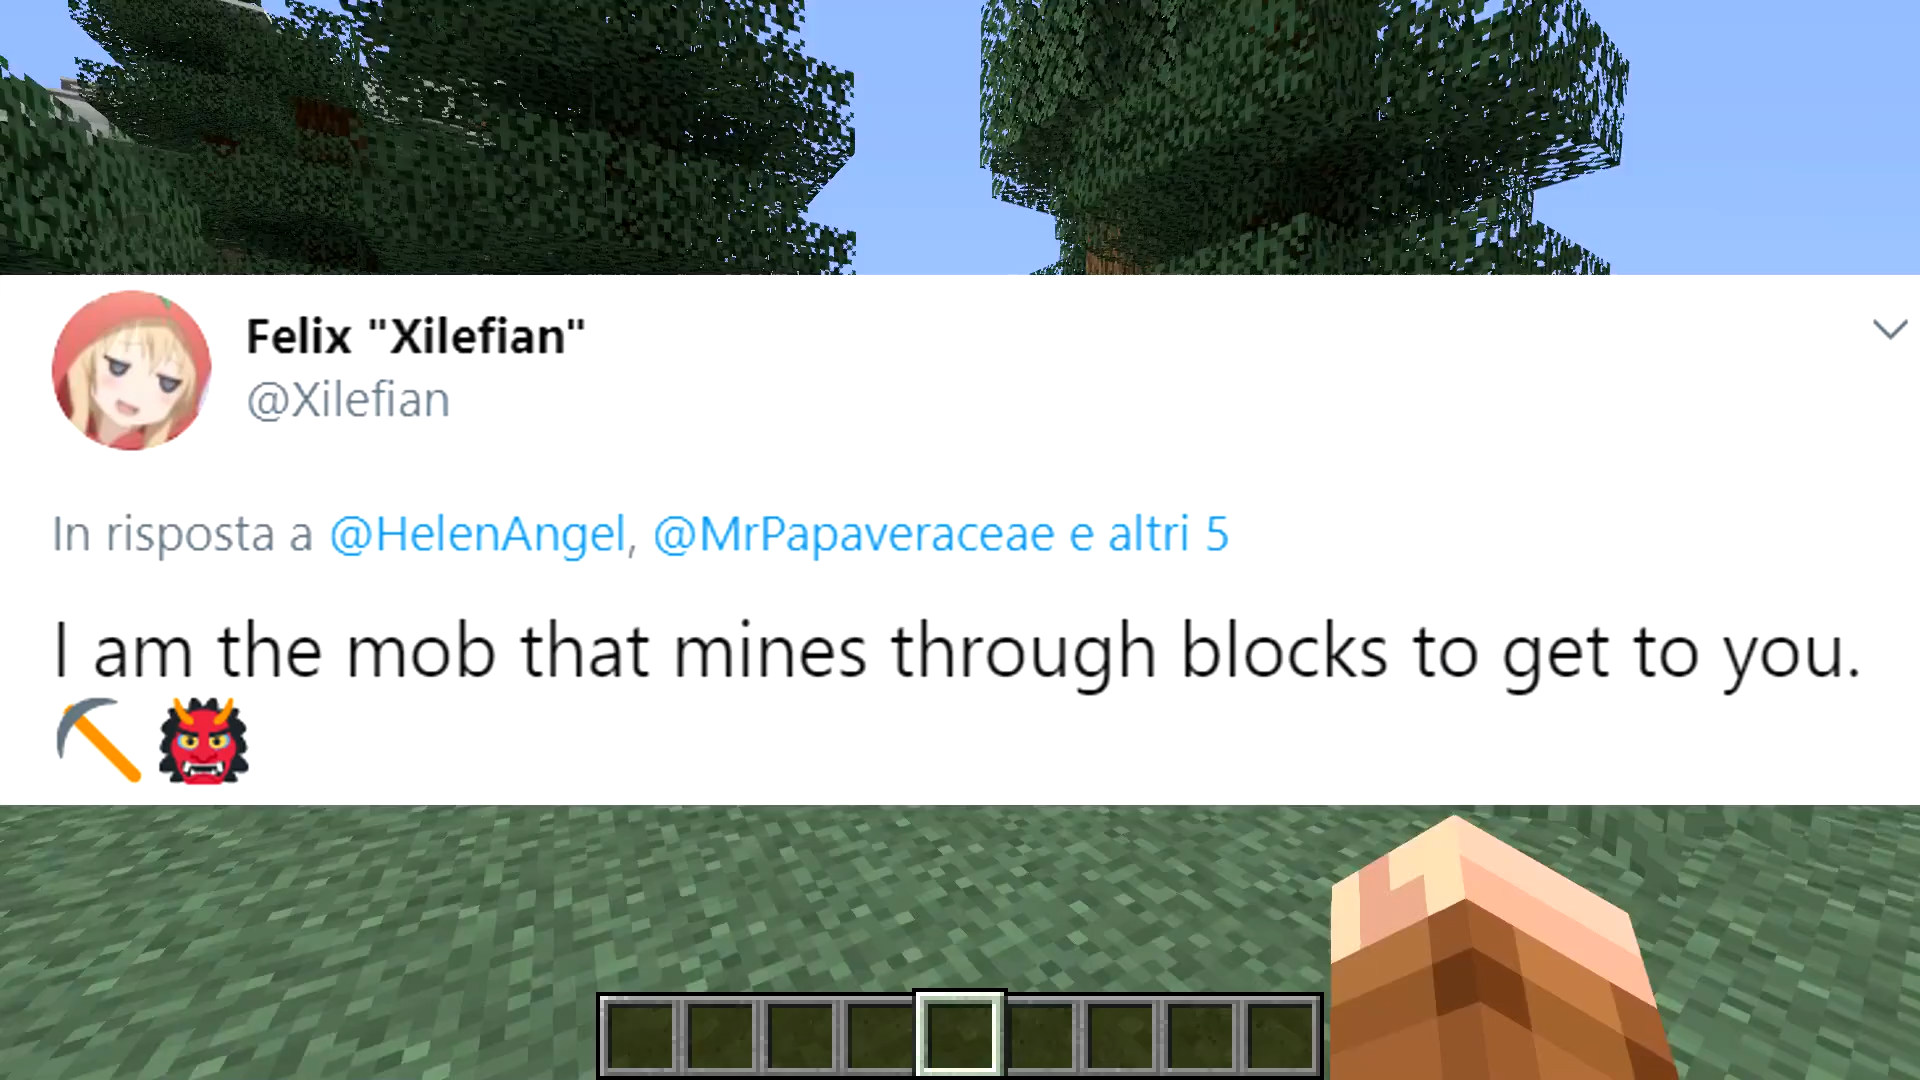 Felix "Xilefian"
@Xilefian
In risposta a @HelenAngel, @MrPapaveraceae e altri 5
I am the mob that mines through blocks to get to you.
⛏️ 👹